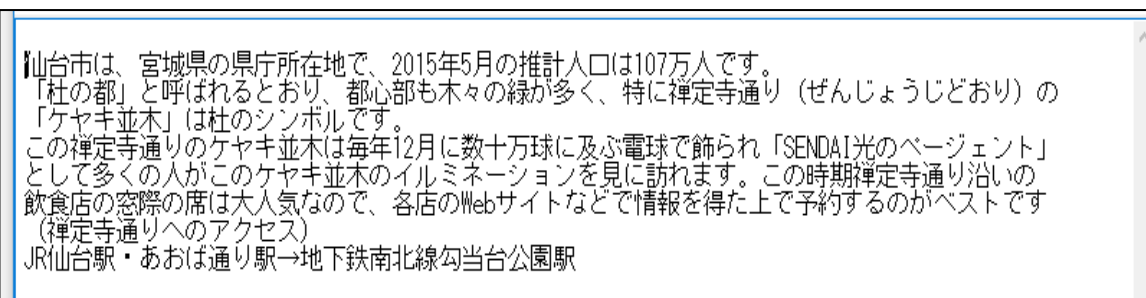 仙台市は、宮城県の県庁所在地で、2015年5月の推計人口は107万人です。
「杜の都」と呼ばれるとおり、都心部も木々の緑が多く、特に禅定寺通り（ぜんじょうじどおり）の
「ケヤキ並木」は杜のシンボルです。
この禅定寺通りのケヤキ並木は毎年12月に数十万球に及ぶ電球で飾られ「SENDAI光のページェント」
として多くの人がこのケヤキ並木のイルミネーションを見に訪れます。この時期禅定寺通り沿いの
飲食店の窓際の席は大人気なので、各店のWebサイトなどで情報を得た上で予約するのがベストです
（禅定寺通りへのアクセス）
JR仙台駅・あおば通り駅→地下鉄南北線勾当台公園駅